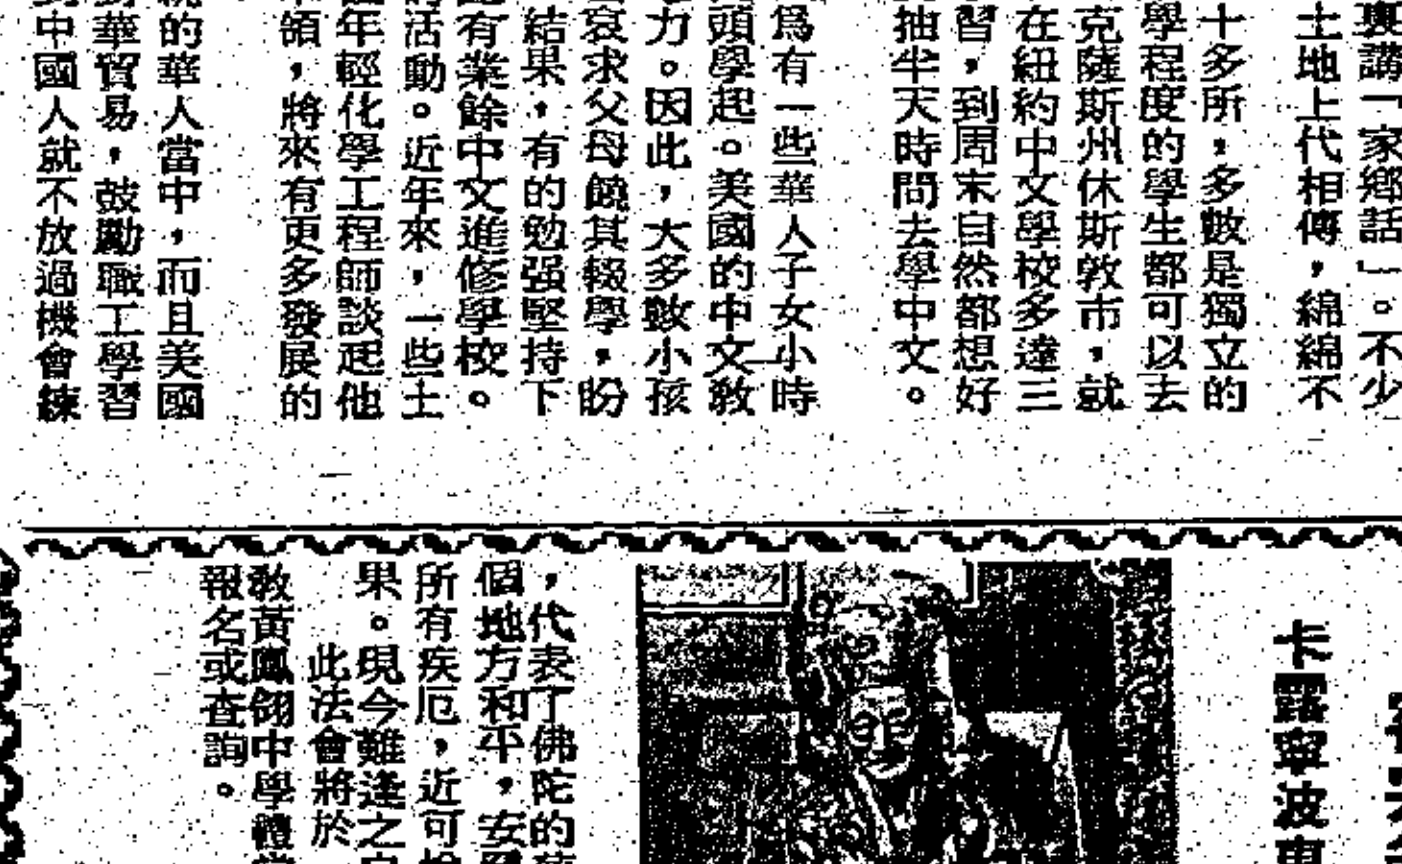 裏講「家鄉話」。不少
土地上代相傳，綿綿不
十多所，多數是獨立的
學程度的學生都可以去
克薩斯州休斯敦市，就
在紐約中文學校多達三
習，到周末自然都想好
抽半天時間去學中文。
爲有一些華人子女小時
頭學起。美國的中文教
力。因此，大多數小孩
哀求父母饒其輟學，盼
結果，有的勉强堅持下
有業餘中文進修學校。
活動。近年來，一些土
年輕化學工程師談起他
領，將來有更多發展的
的華人當中，而且美國
華貿易，鼓勵職工學習
中國人就不放過機會練
卡露寧波車
，代表了佛陀的
個地方和平，安
所有疾厄，近可
果。現今難逢之
此法會將於
教黃鳳翎中學禮
報名或查詢。